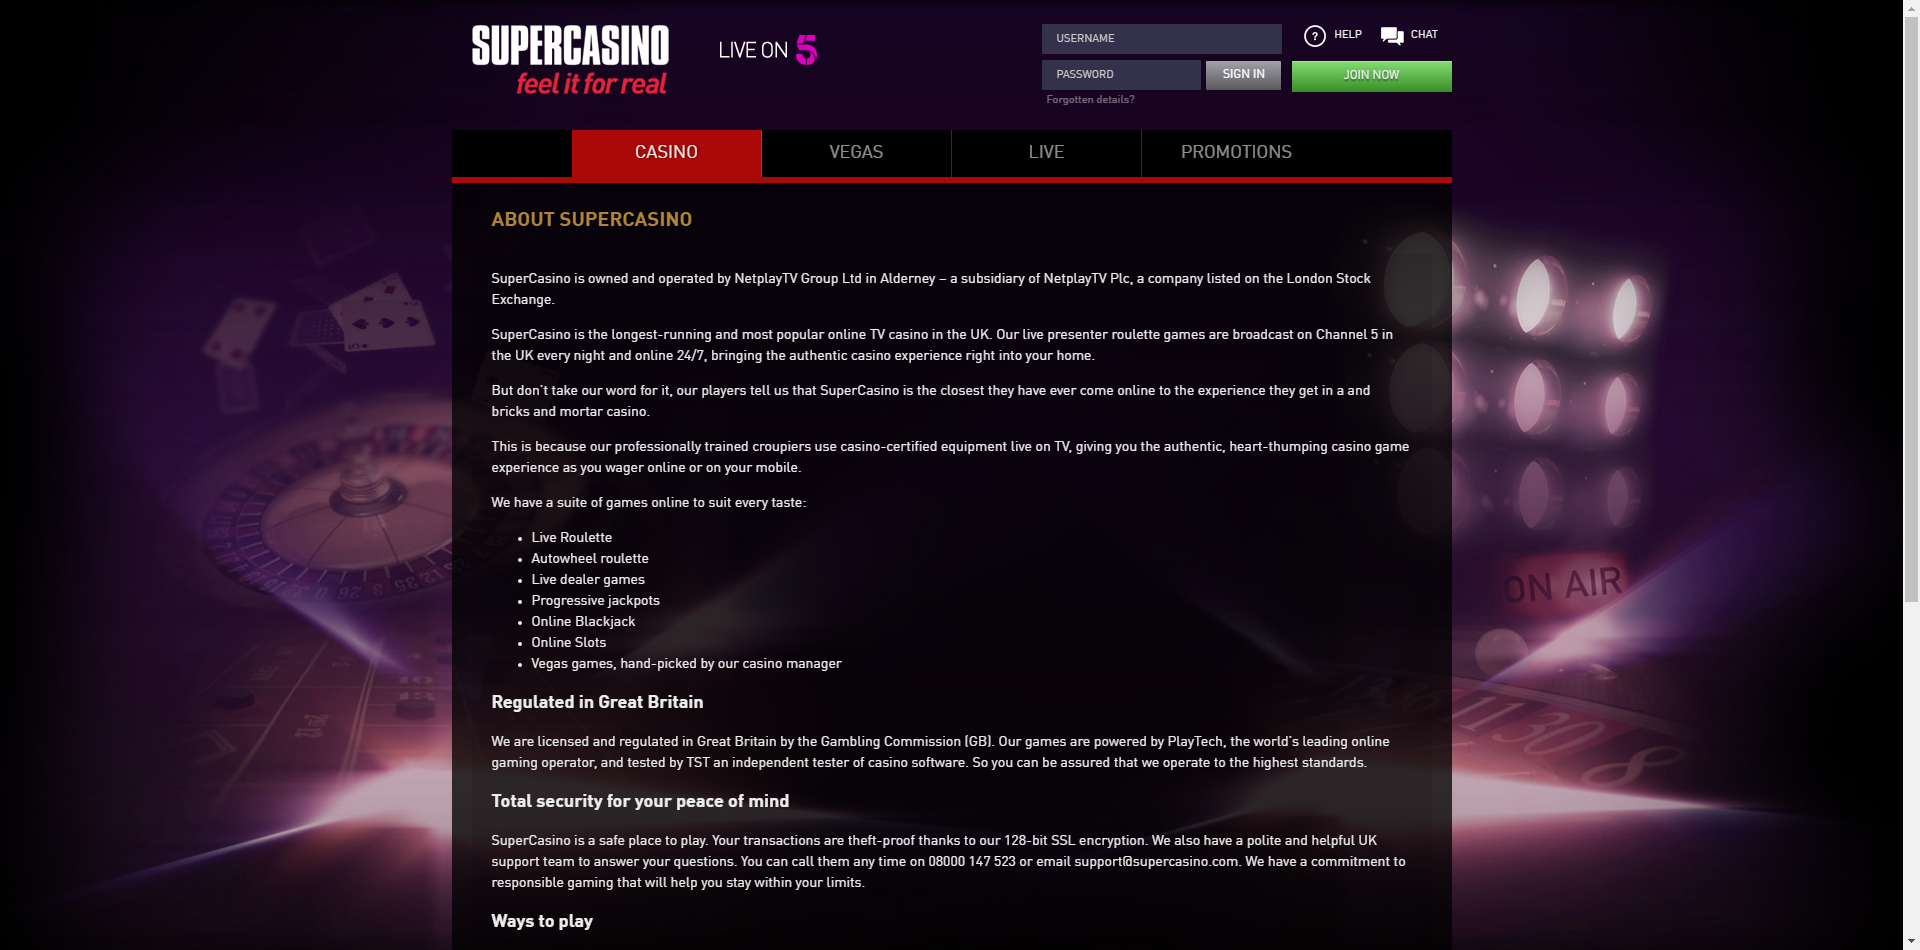 SUPERCASINO
feel it for real
LIVE ON 5
USERNAME
HELP
CHAT
PASSWORD
SIGN IN
JOIN NOW
Forgotten details?
CASINO
VEGAS
LIVE
PROMOTIONS
ABOUT SUPERCASINO
SuperCasino is owned and operated by NetplayTV Group Ltd in Alderney – a subsidiary of NetplayTV Plc, a company listed on the London Stock
Exchange.
SuperCasino is the longest-running and most popular online TV casino in the UK. Our live presenter roulette games are broadcast on Channel 5 in
the UK every night and online 24/7, bringing the authentic casino experience right into your home.
But don't take our word for it, our players tell us that SuperCasino is the closest they have ever come online to the experience they get in a and
bricks and mortar casino.
This is because our professionally trained croupiers use casino-certified equipment live on TV, giving you the authentic, heart-thumping casino game
experience as you wager online or on your mobile.
We have a suite of games online to suit every taste:
• Live Roulette
• Autowheel roulette
• Live dealer games
• Progressive jackpots
• Online Blackjack
• Online Slots
• Vegas games, hand-picked by our casino manager
ON AIR
Regulated in Great Britain
We are licensed and regulated in Great Britain by the Gambling Commission (GB). Our games are powered by PlayTech, the world's leading online
gaming operator, and tested by TST an independent tester of casino software. So you can be assured that we operate to the highest standards.
Total security for your peace of mind
SuperCasino is a safe place to play. Your transactions are theft-proof thanks to our 128-bit SSL encryption. We also have a polite and helpful UK
support team to answer your questions. You can call them any time on 08000 147 523 or email support@supercasino.com. We have a commitment to
responsible gaming that will help you stay within your limits.
Ways to play